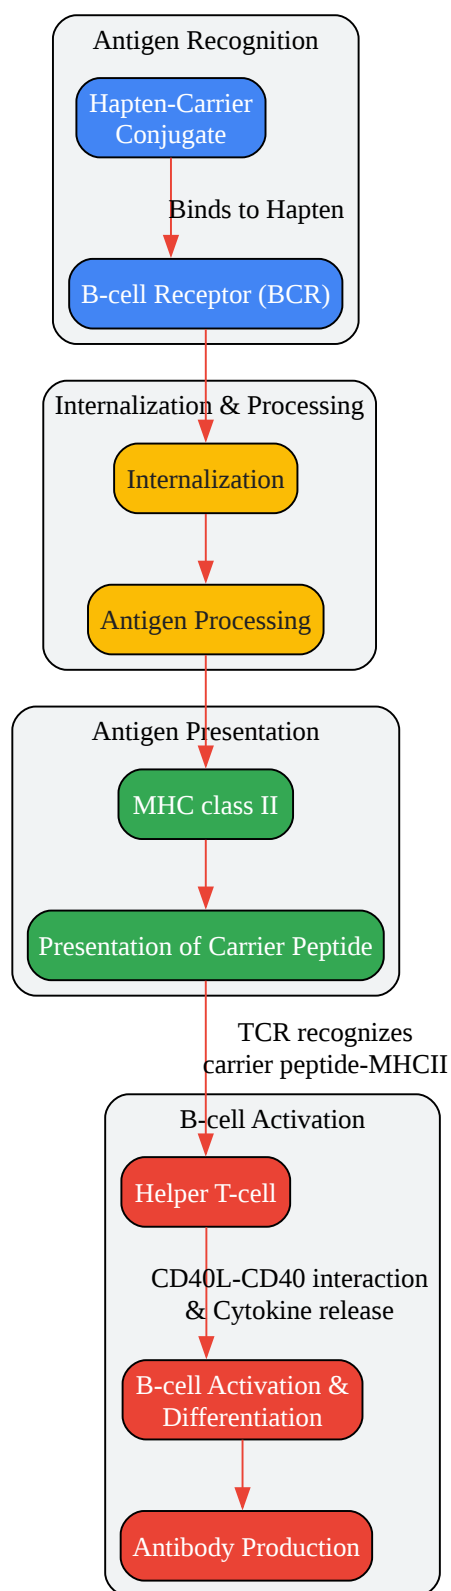 Antigen Recognition
Hapten-Carrier
Conjugate
Binds to Hapten
B-cell Receptor (BCR)
Internalization & Processing
Internalization
Antigen Processing
Antigen Presentation
MHC class II
Presentation of Carrier Peptide
TCR recognizes
carrier peptide-MHCII
B-cell Activation
Helper T-cell
CD40L-CD40 interaction
& Cytokine release
B-cell Activation &
Differentiation
Antibody Production